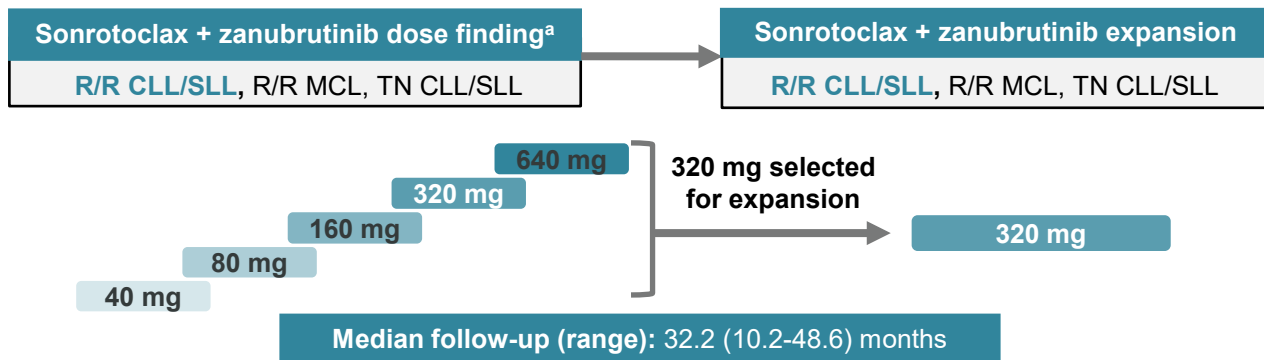 Sonrotoclax + zanubrutinib dose findingᵃ
R/R CLL/SLL, R/R MCL, TN CLL/SLL
Sonrotoclax + zanubrutinib expansion
R/R CLL/SLL, R/R MCL, TN CLL/SLL
640 mg
320 mg
160 mg
80 mg
40 mg
320 mg selected
for expansion
320 mg
Median follow-up (range): 32.2 (10.2-48.6) months